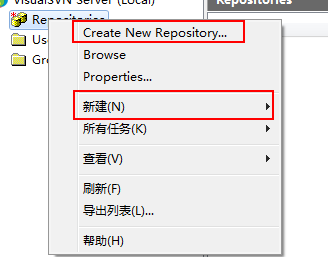 VisualSVN Server (Local)
Repositories
Repositories
Use
Gro
Create New Repository...
Browse
Properties...
新建(N)
所有任务(K)
查看(V)
刷新(F)
导出列表(L)...
帮助(H)